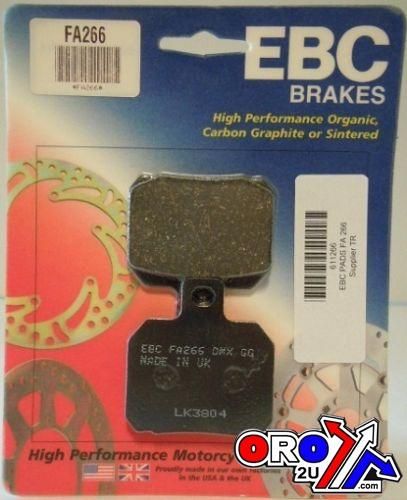 FA266
*FA266*
EBC
BRAKES
High Performance Organic,
Carbon Graphite or Sintered
611266
EBC PADS FA 266
Supplier TR
EBC FA266 DMX GG
MADE IN UK
LK3804
High Performance Motorcy
Proudly made in our own factories
in the USA & the UK
ORO
2U